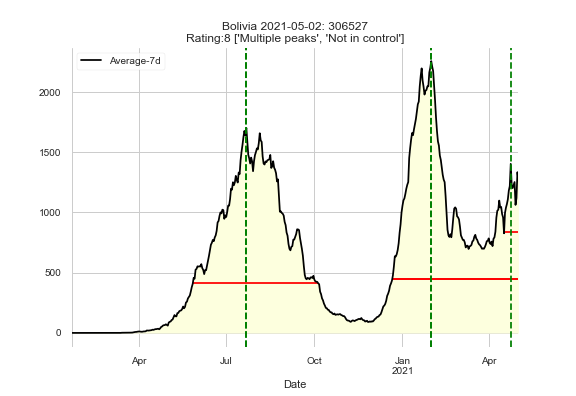 Bolivia 2021-05-02: 306527
Rating:8 ['Multiple peaks', 'Not in control']
Average-7d
2000
1500
1000
500
0
Apr Jul Oct Jan Apr
2021
Date